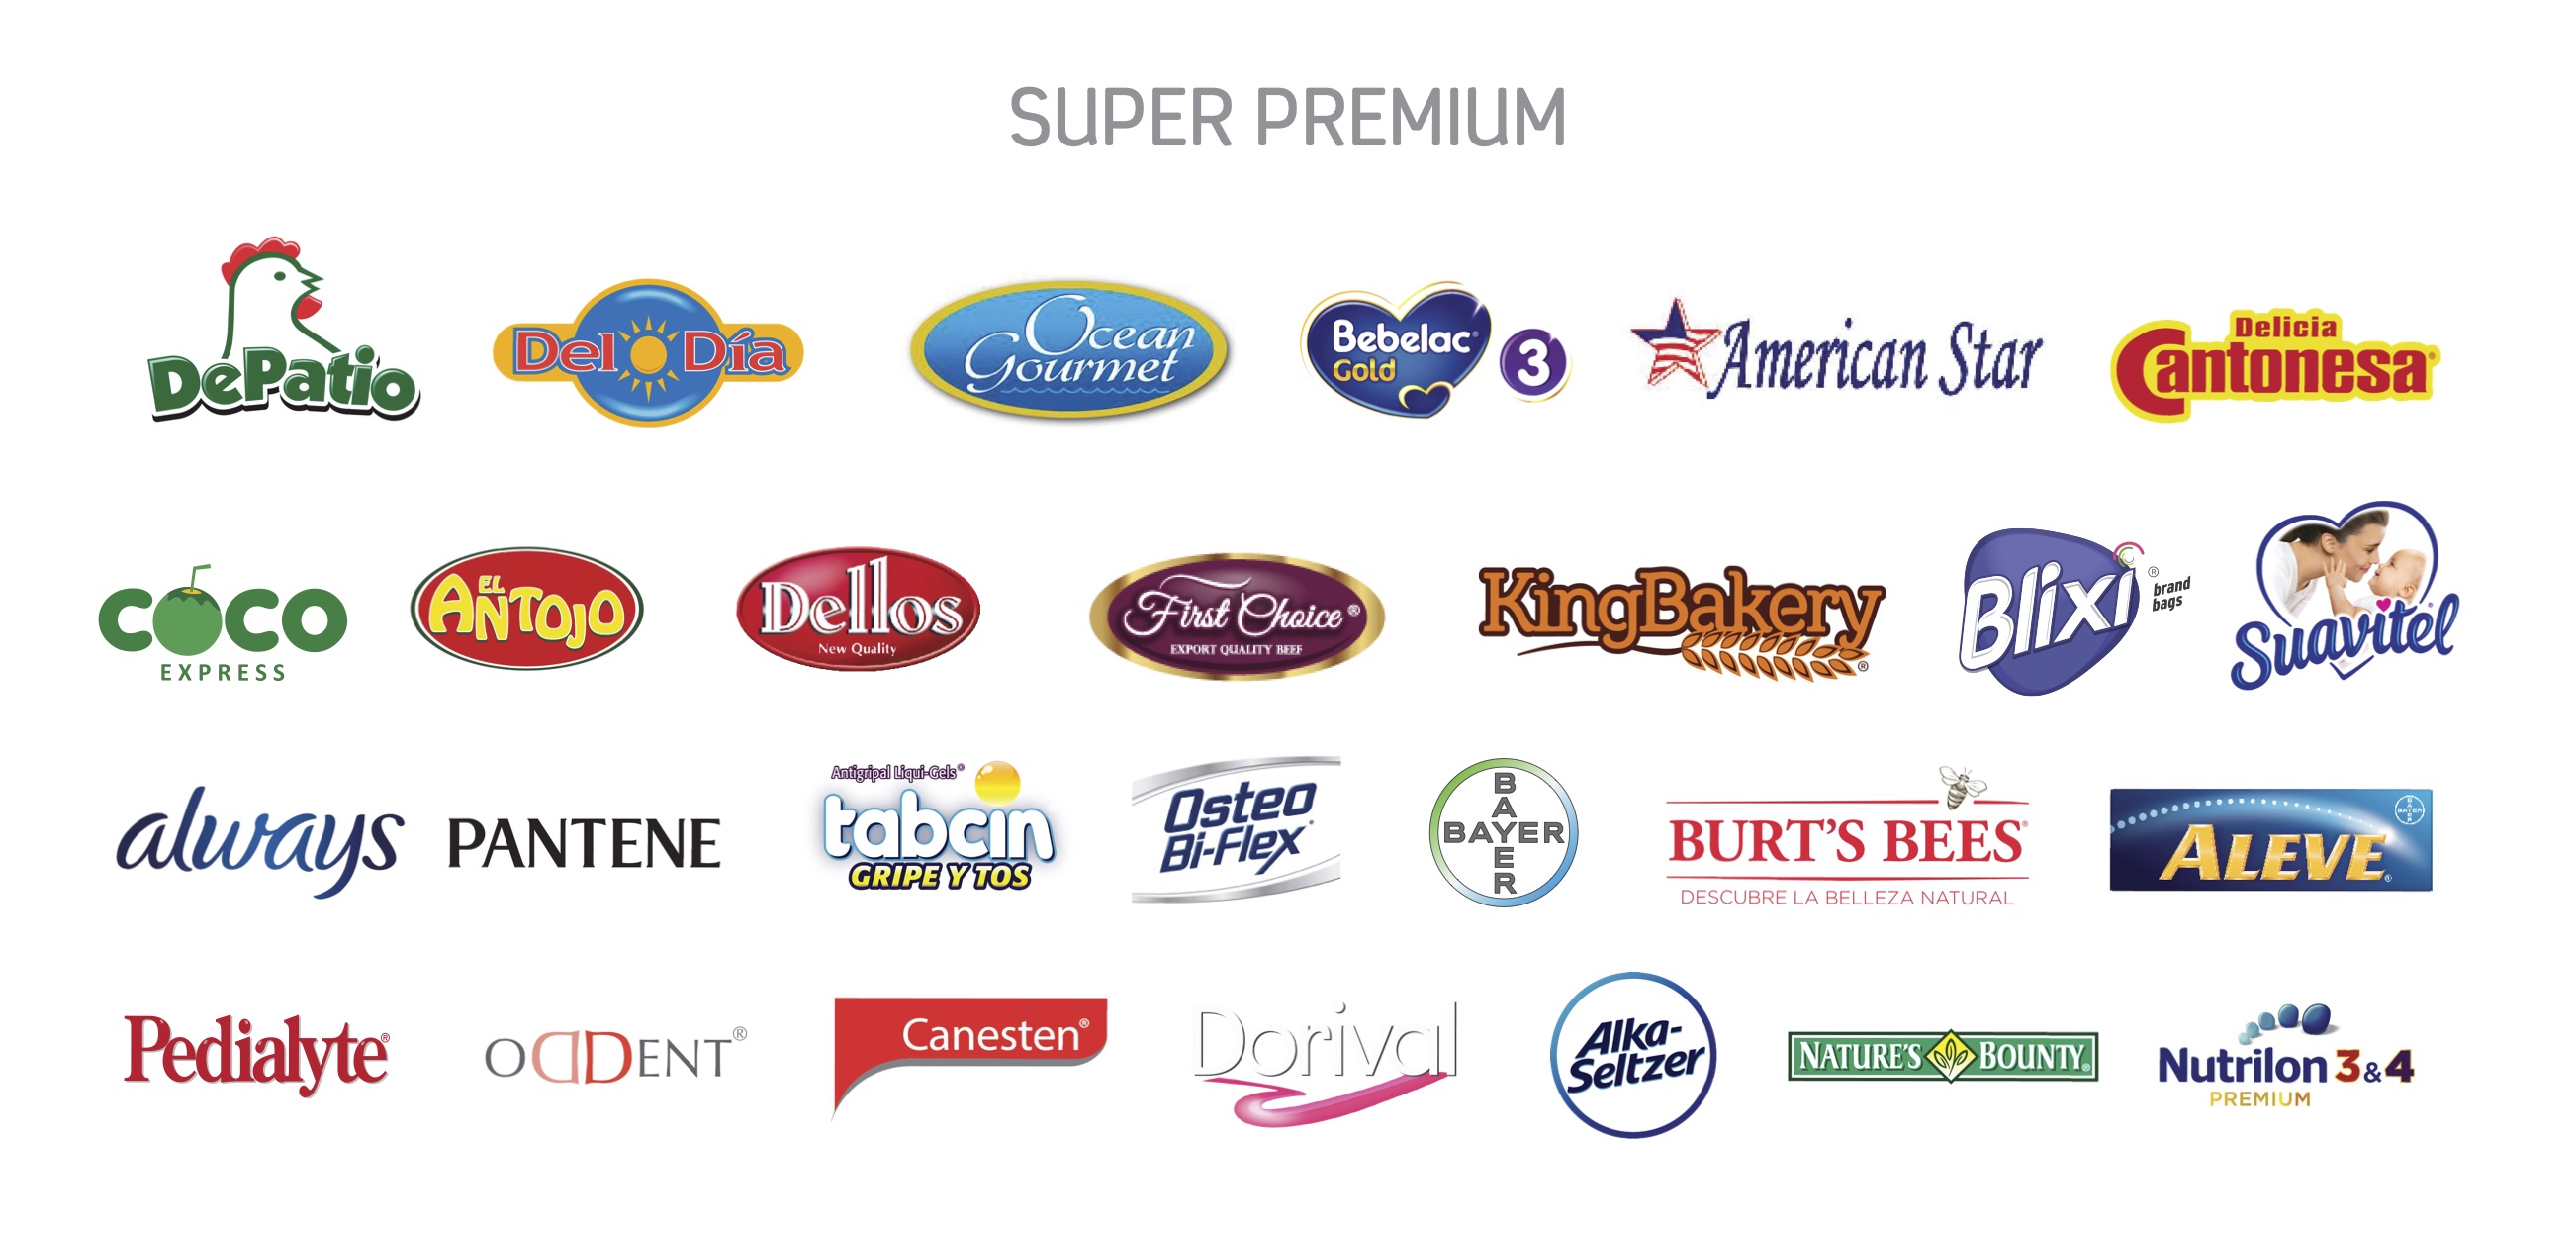 SUPER PREMIUM
DePatio
Del Día
Ocean
Gourmet
Bebelac®
Gold
3
American Star
Delicia
Cantonesa®
COCO
EXPRESS
EL
ANTOJO
Dellos
New Quality
First Choice®
EXPORT QUALITY BEEF
KingBakery®
Blixi®
brand
bags
Suavitel
always
PANTENE
Antigripal Liqui-Gels®
tabcin
GRIPE Y TOS
Osteo
Bi-Flex®
BAYER
BAYER
BURT'S BEES®
DESCUBRE LA BELLEZA NATURAL
BAYER
BAYER
ALEVE®
Pedialyte®
ODDENT®
Canesten®
Dorival
Alka-
Seltzer
NATURE'S BOUNTY®
Nutrilon 3&4
PREMIUM